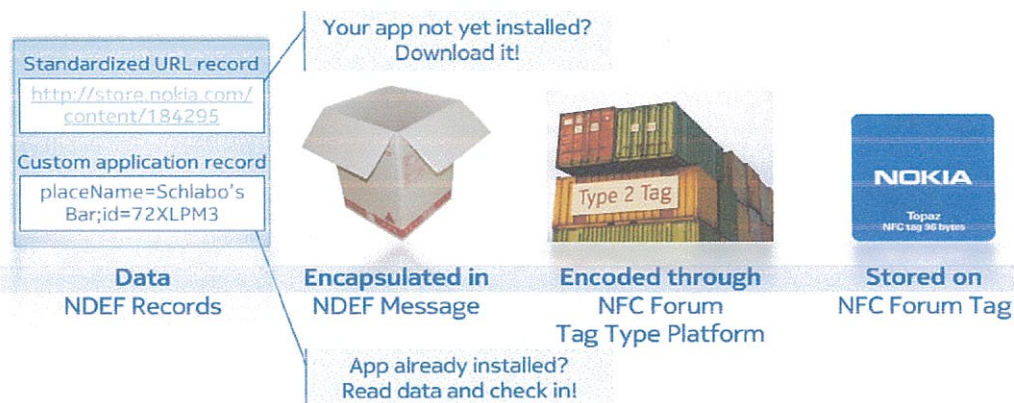 Your app not yet installed?
Download it!
Standardized URL record
http://store.nokia.com/
content/184295
Custom application record
placeName=Schlabo's
Bar;id=72XLPM3
Type 2 Tag
NOKIA
Topaz
NFC tag 96 bytes
Data
NDEF Records
Encapsulated in
NDEF Message
Encoded through
NFC Forum
Tag Type Platform
Stored on
NFC Forum Tag
App already installed?
Read data and check in!